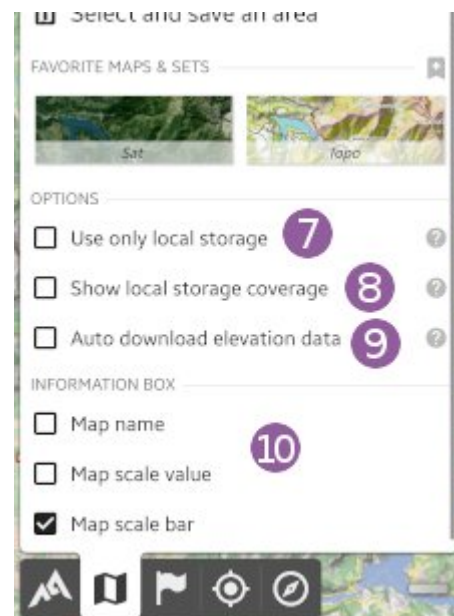 Select and save an area
FAVORITE MAPS & SETS
Sat
Topo
OPTIONS
Use only local storage 7
?
Show local storage coverage 8
?
Auto download elevation data 9
?
INFORMATION BOX
Map name
10
Map scale value
Map scale bar